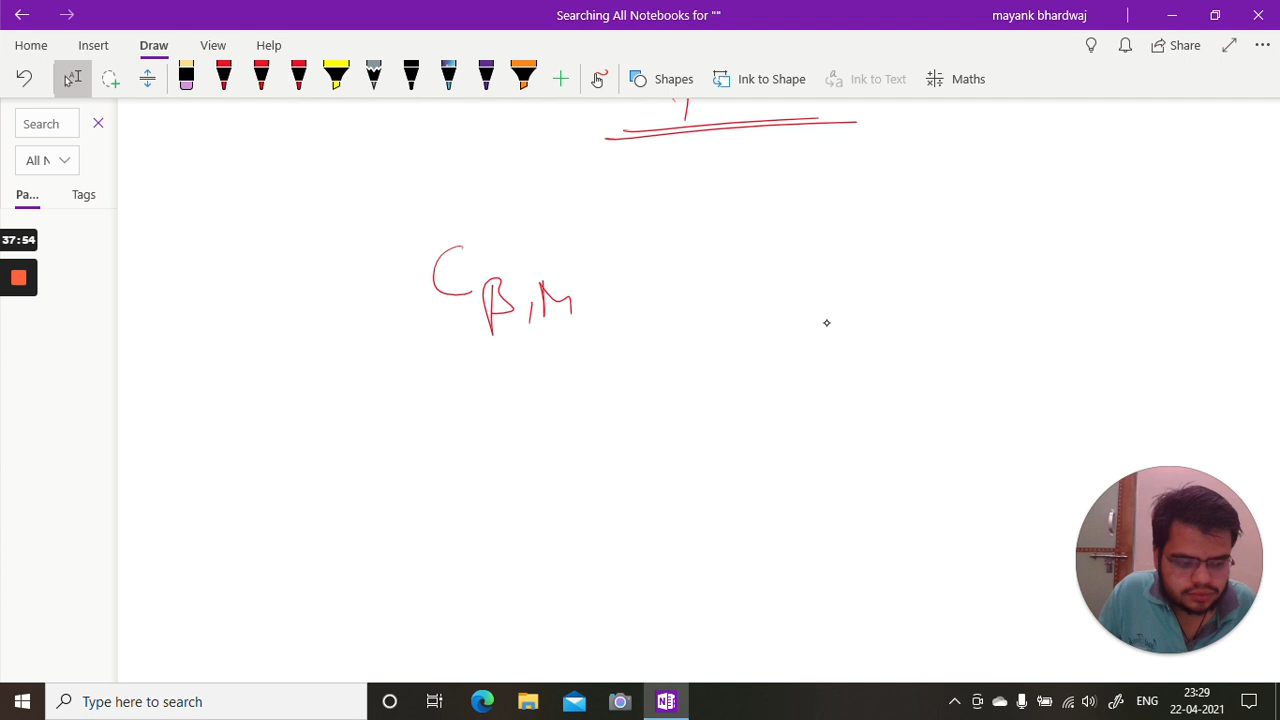 Searching All Notebooks for ""
mayank bhardwaj
Home Insert Draw View Help
Share
Shapes Ink to Shape Ink to Text Maths
Search
All N
Pa... Tags
37:54
C β,M
Type here to search
ENG
23:29
22-04-2021